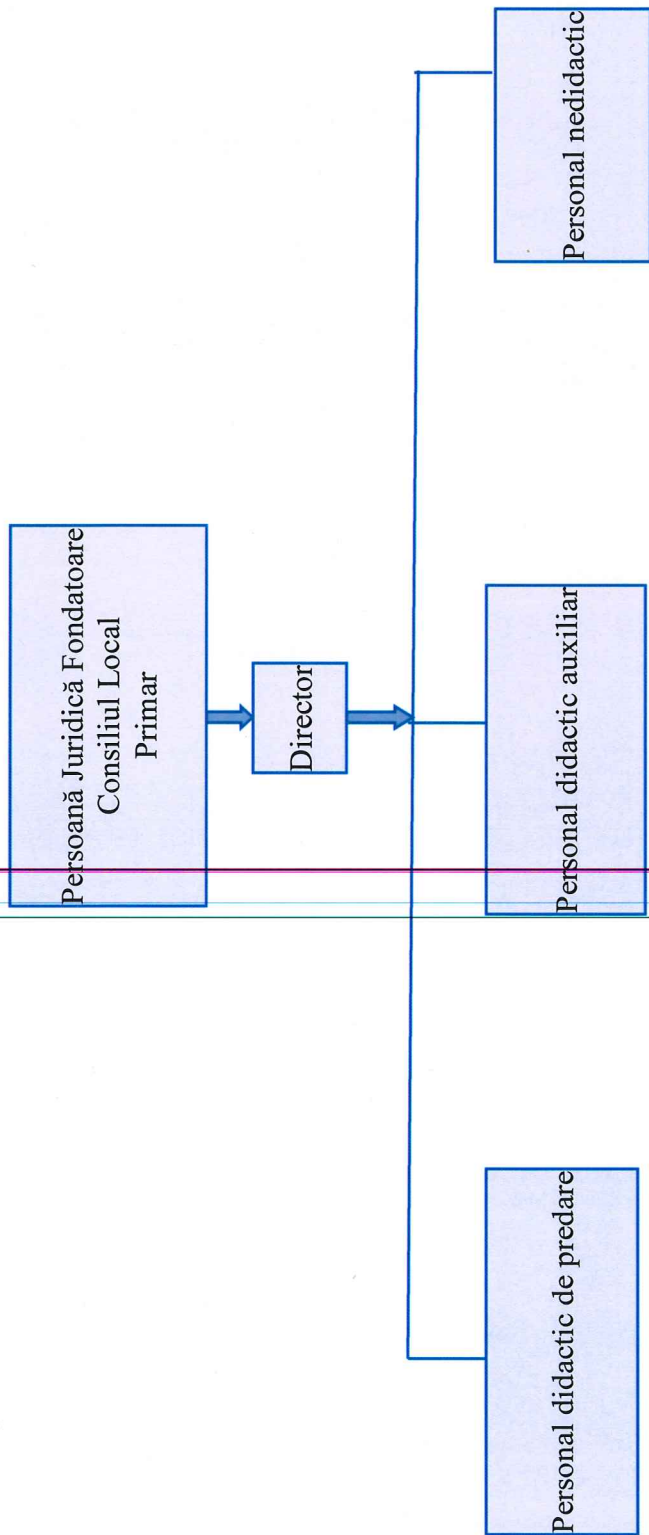 Persoană Juridică Fondatoare
Consiliul Local
Primar
Director
Personal didactic de predare
Personal didactic auxiliar
Personal nedidactic